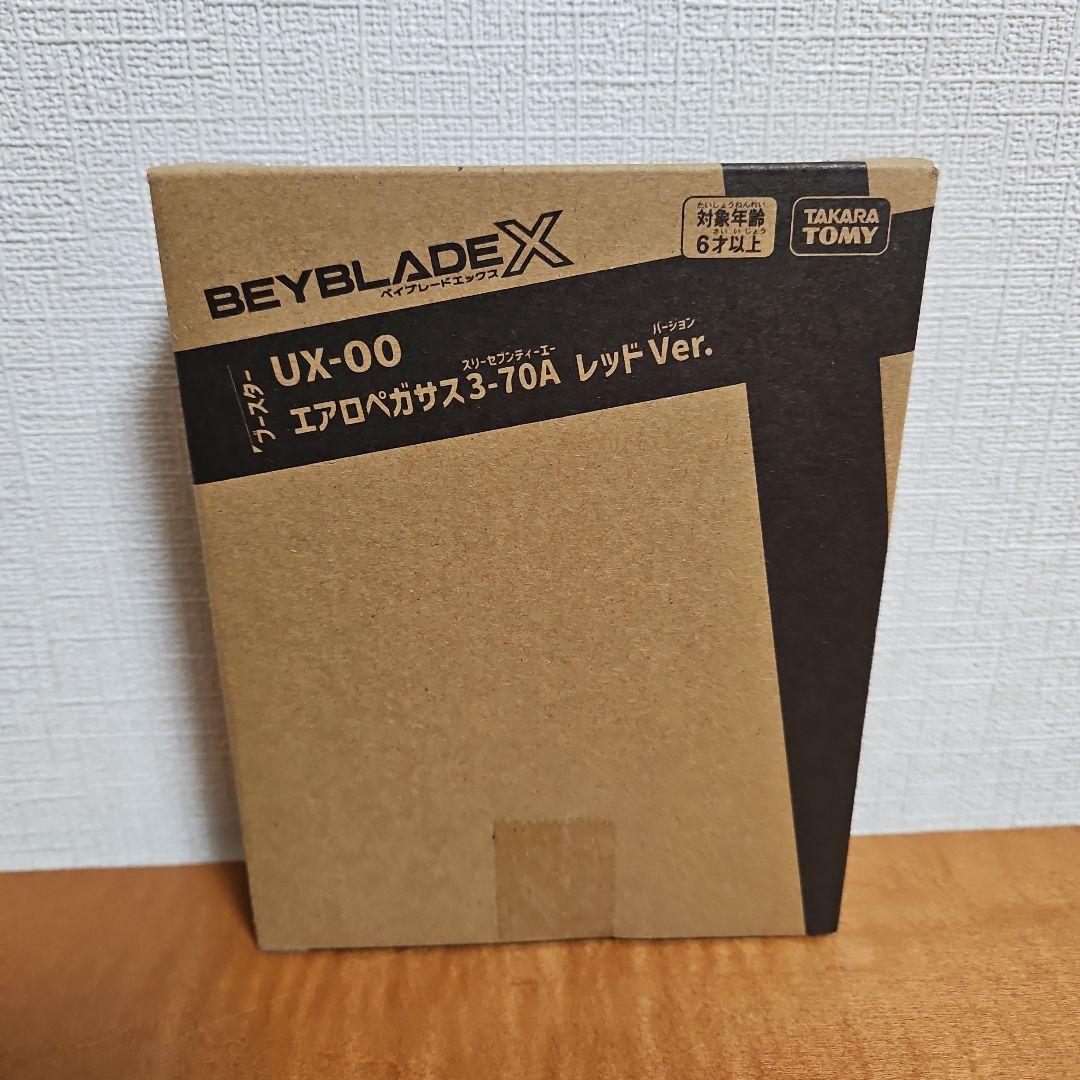 BEYBLADE X
ベイブレードエックス
たいしょうねんれい
対象年齢
さい いじょう
6才以上
TAKARA
TOMY
ブースター
UX-00
スリーセブンティーエー
バージョン
エアロペガサス3-70A レッドVer.